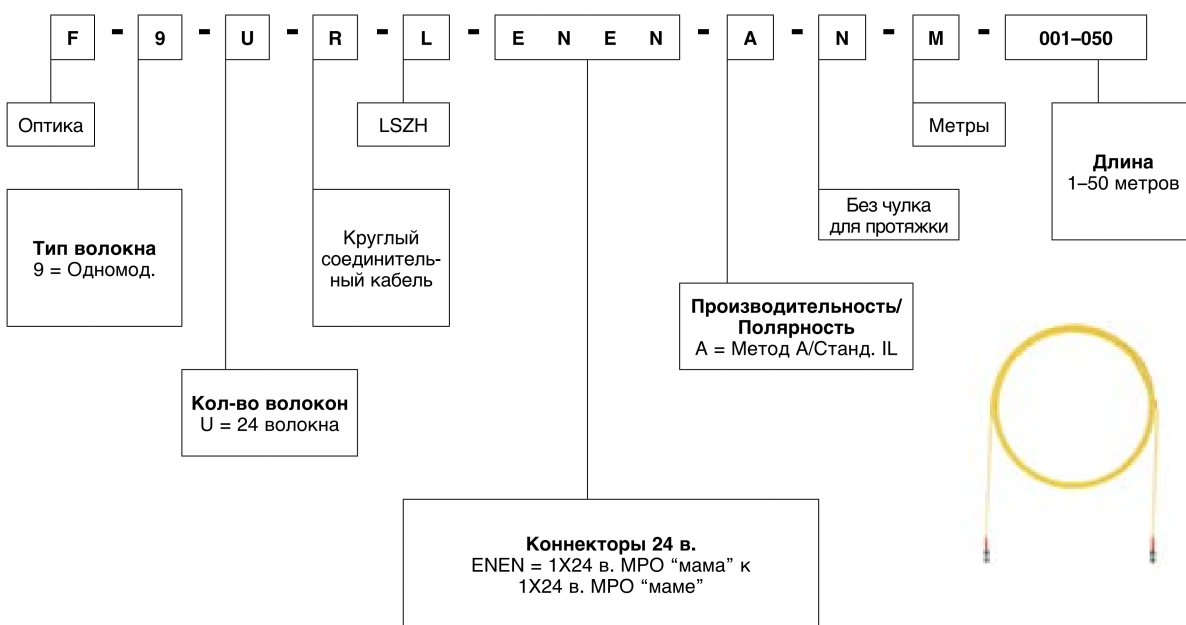 F - 9 - U - R - L - E N E N - A - N - M - 001–050
Оптика
LSZH
Метры
Длина
1–50 метров
Тип волокна
9 = Одномод.
Круглый
соединитель-
ный кабель
Без чулка
для протяжки
Производительность/
Полярность
A = Метод A/Станд. IL
Кол-во волокон
U = 24 волокна
Коннекторы 24 в.
ENEN = 1X24 в. MPO “мама” к
1X24 в. MPO “маме”